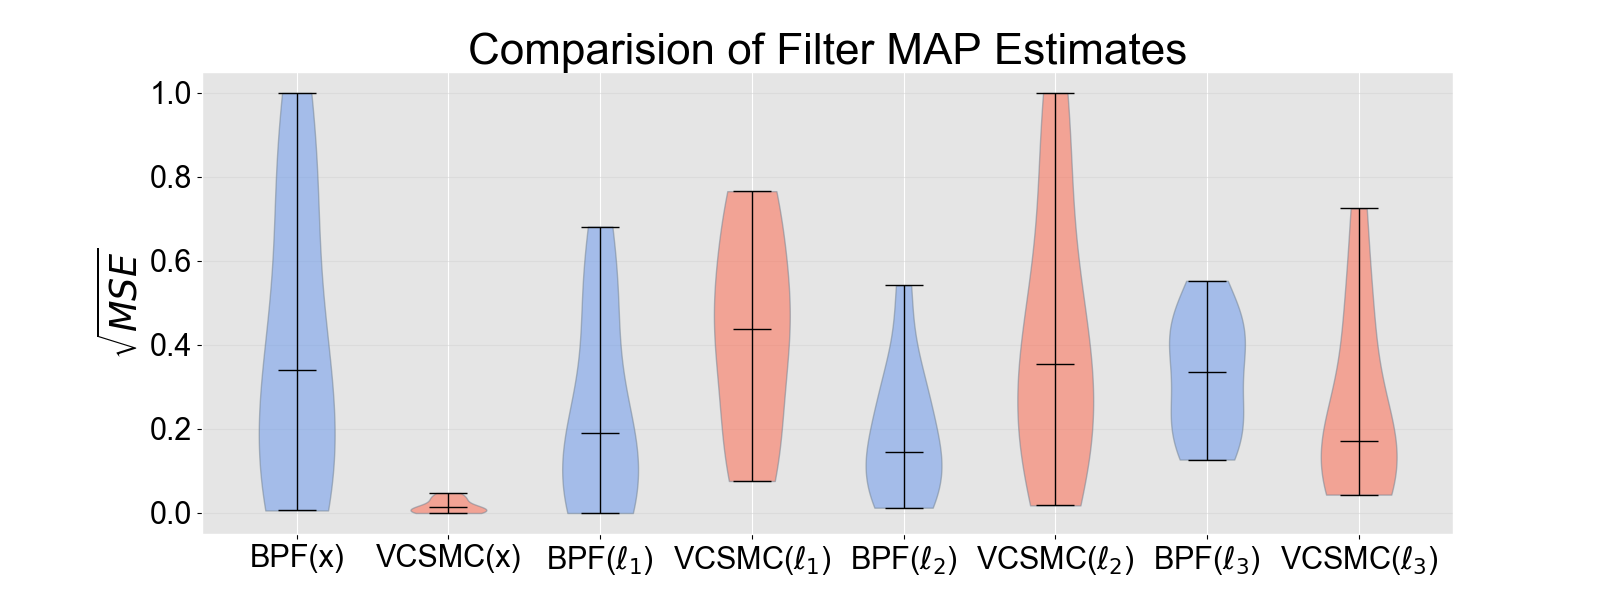 Comparision of Filter MAP Estimates
√MSE
1.0
0.8
0.6
0.4
0.2
0.0
BPF(x) VCSMC(x) BPF(ℓ₁) VCSMC(ℓ₁) BPF(ℓ₂) VCSMC(ℓ₂) BPF(ℓ₃) VCSMC(ℓ₃)